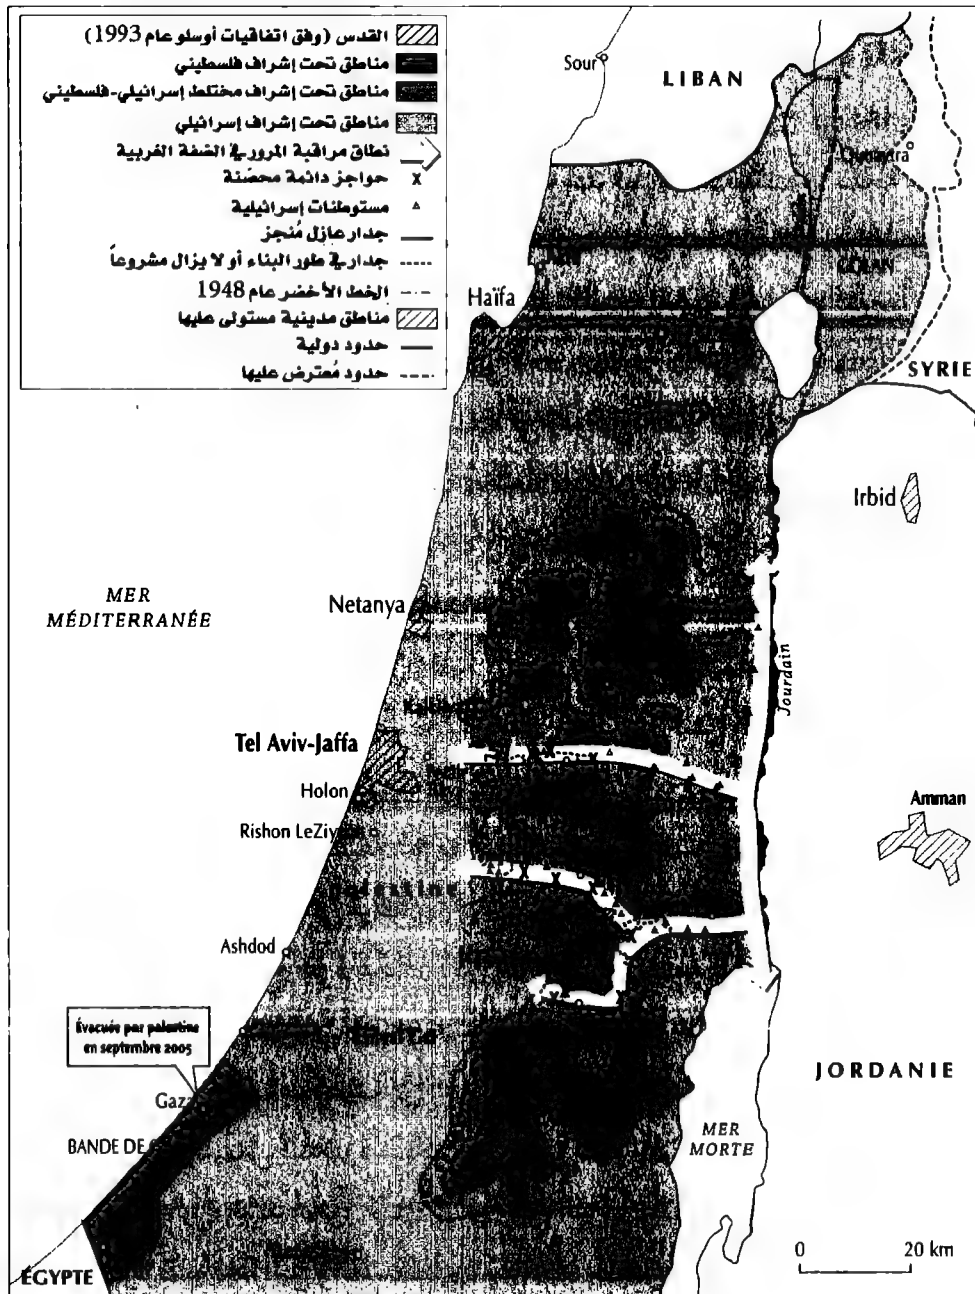 القدس (وفق اتفاقيات أوسلو عام 1993)
مناطق تحت إشراف فلسطيني
مناطق تحت إشراف مختلط إسرائيلي-فلسطيني
مناطق تحت إشراف إسرائيلي
نطاق مراقبة المرور في الضفة الغربية
حواجز دائمة محصّنة
مستوطنات إسرائيلية
جدار عازل مُنجز
جدار في طور البناء أو لا يزال مشروعاً
الخط الأخضر عام 1948
مناطق مدينية مستولى عليها
حدود دولية
حدود مُعترض عليها
Sour
LIBAN
GOLAN
Haïfa
SYRIE
Irbid
MER
MÉDITERRANÉE
Netanya
Jourdain
Tel Aviv-Jaffa
Holon
Amman
Rishon LeZiy
Ashdod
Évacuée par palestine
en septembre 2005
Gaza
JORDANIE
BANDE DE
MER
MORTE
0 20 km
ÉGYPTE